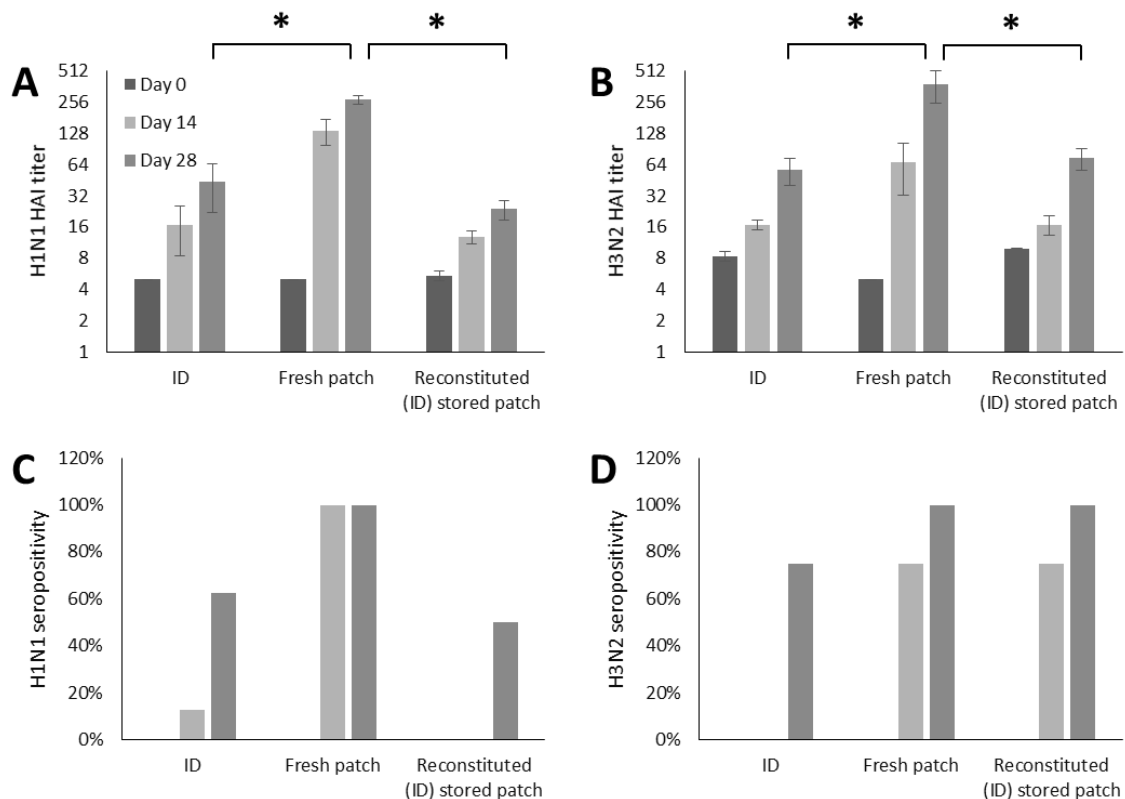 * *
A
H1N1 HAI titer
512
256
128
64
32
16
8
4
2
1
Day 0
Day 14
Day 28
ID
Fresh patch
Reconstituted
(ID) stored patch
* *
B
H3N2 HAI titer
512
256
128
64
32
16
8
4
2
1
ID
Fresh patch
Reconstituted
(ID) stored patch
C
H1N1 seropositivity
120%
100%
80%
60%
40%
20%
0%
ID
Fresh patch
Reconstituted
(ID) stored patch
D
H3N2 seropositivity
120%
100%
80%
60%
40%
20%
0%
ID
Fresh patch
Reconstituted
(ID) stored patch